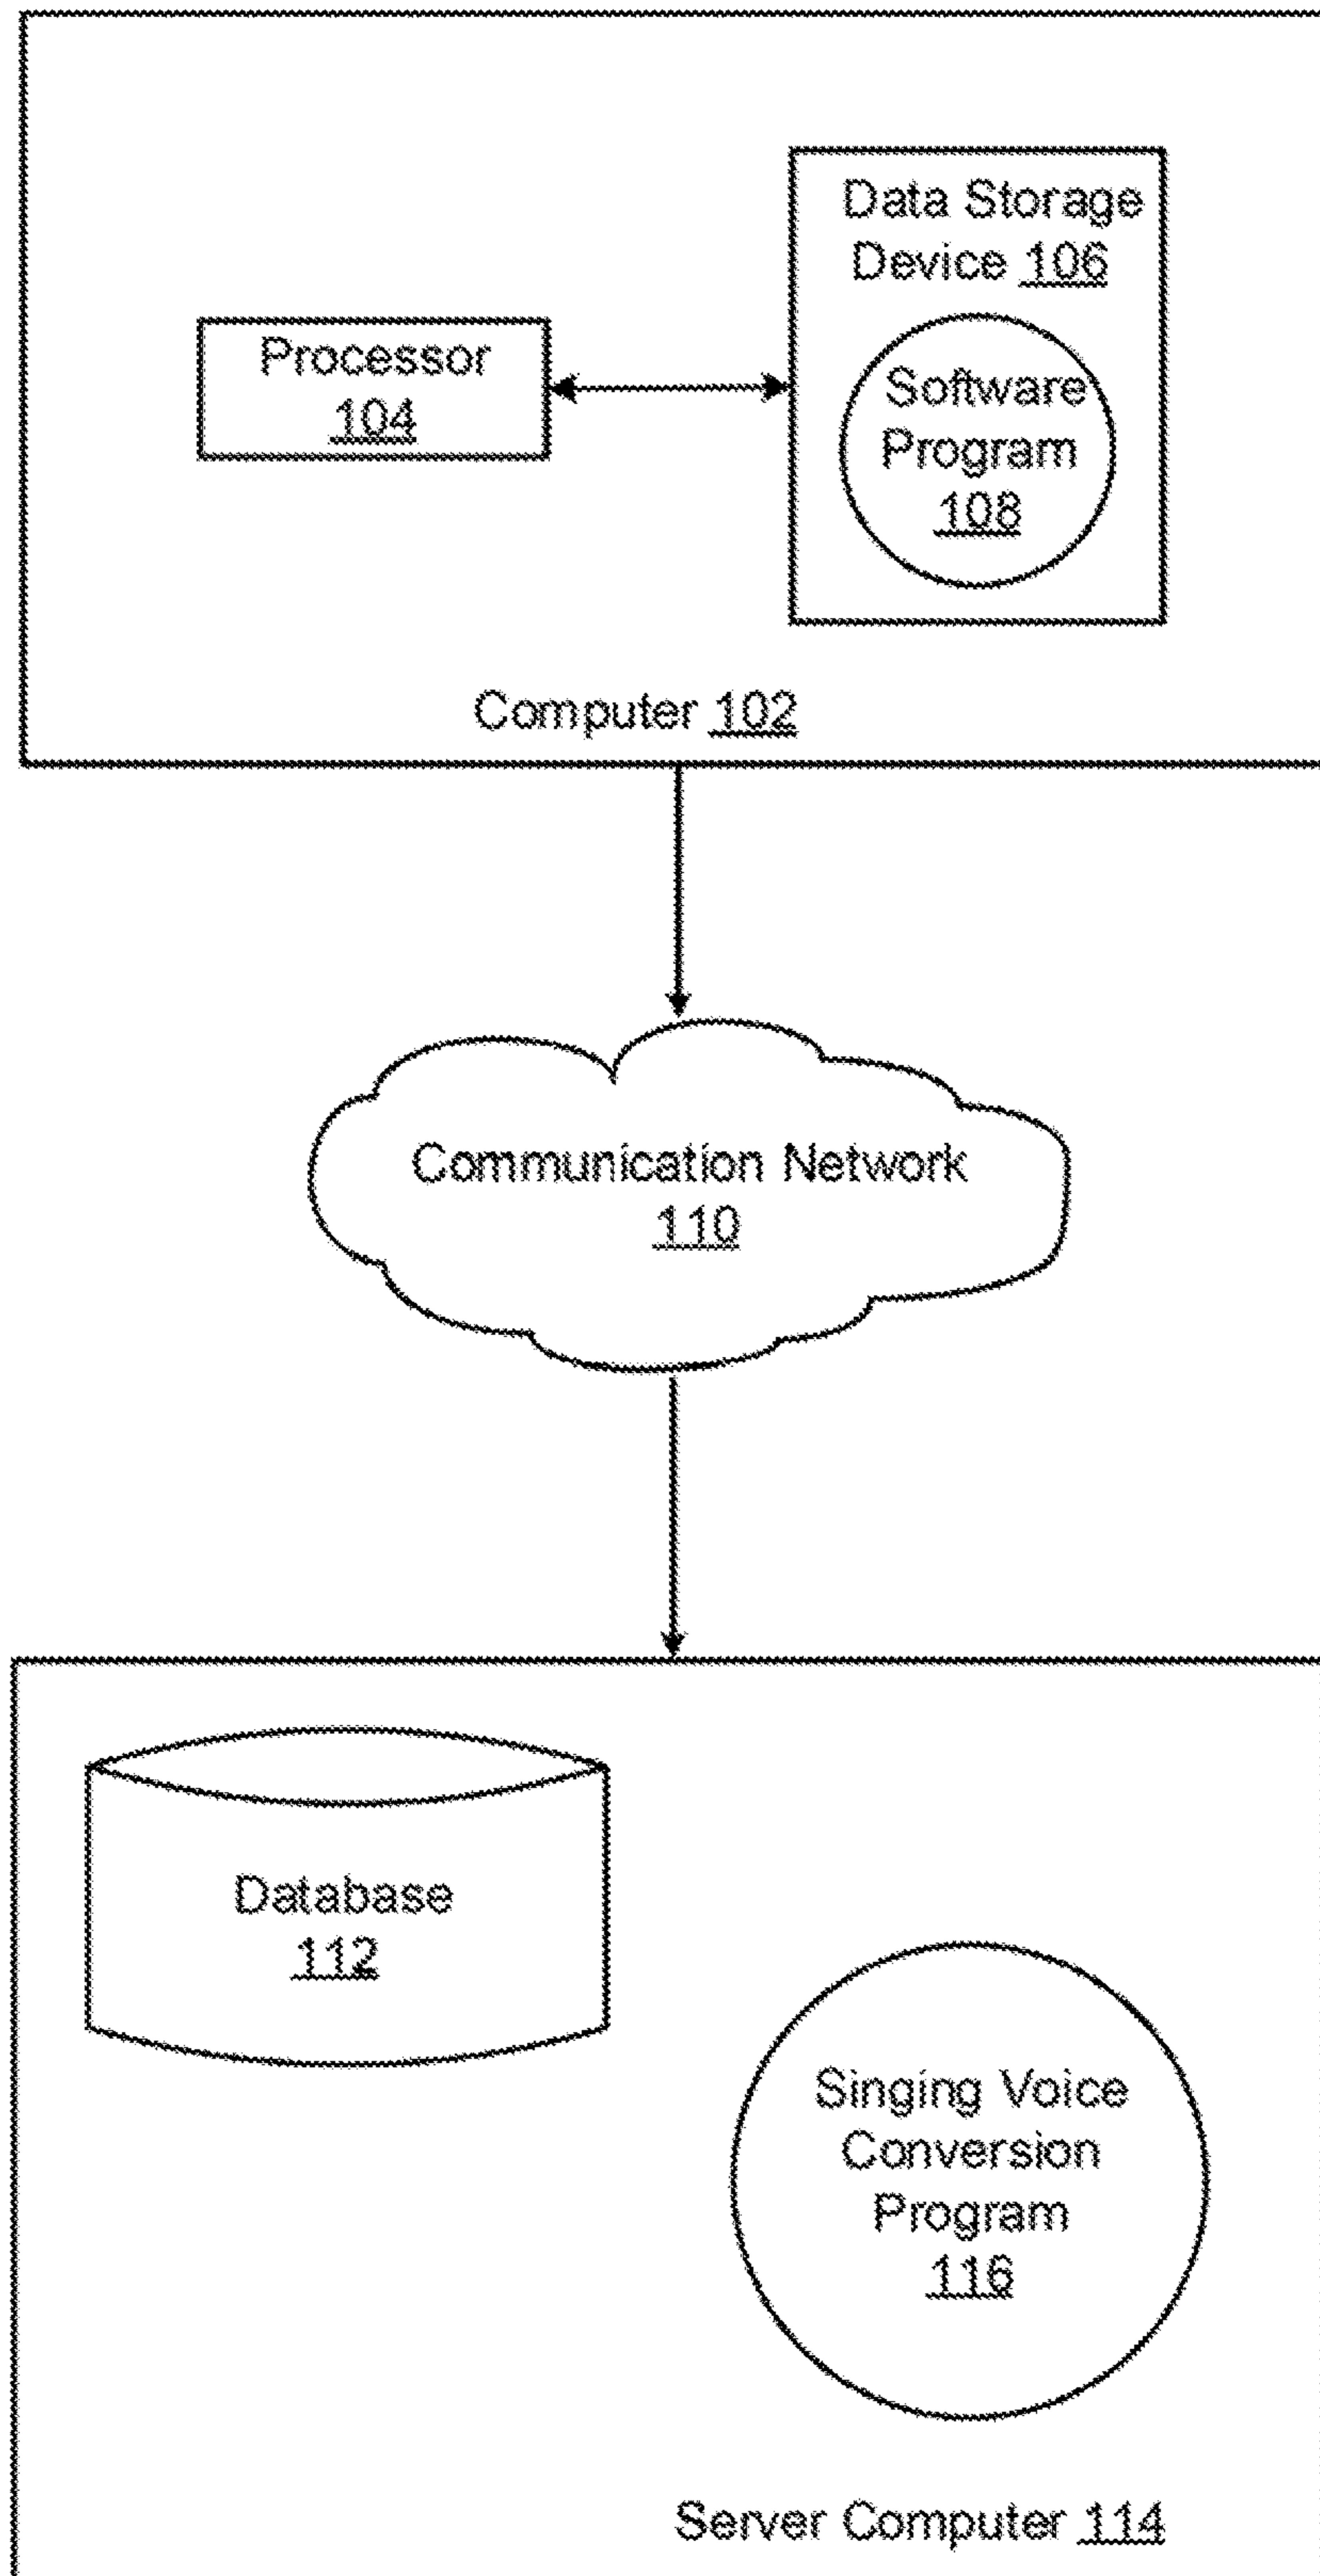 Data Storage
Device 106
Processor
104
Software
Program
108
Computer 102
Communication Network
110
Database
112
Singing Voice
Conversion
Program
116
Server Computer 114